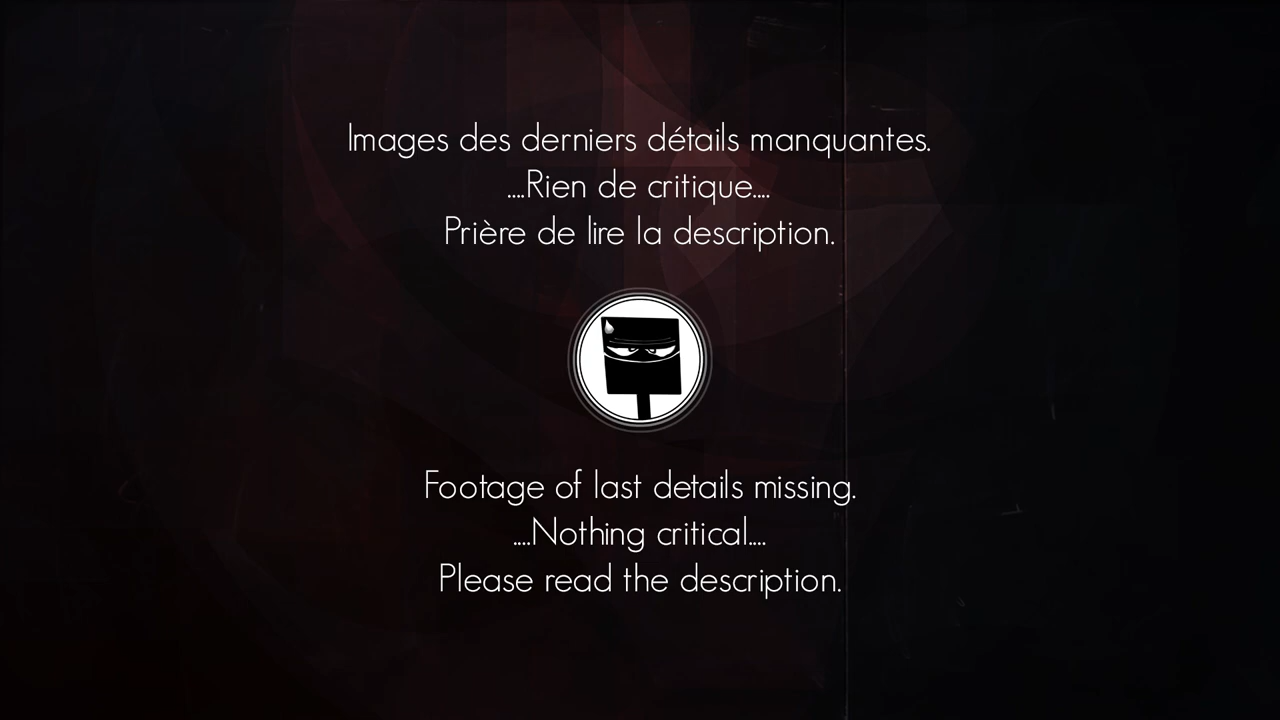 Images des derniers détails manquantes.
....Rien de critique....
Prière de lire la description.
Footage of last details missing.
....Nothing critical....
Please read the description.